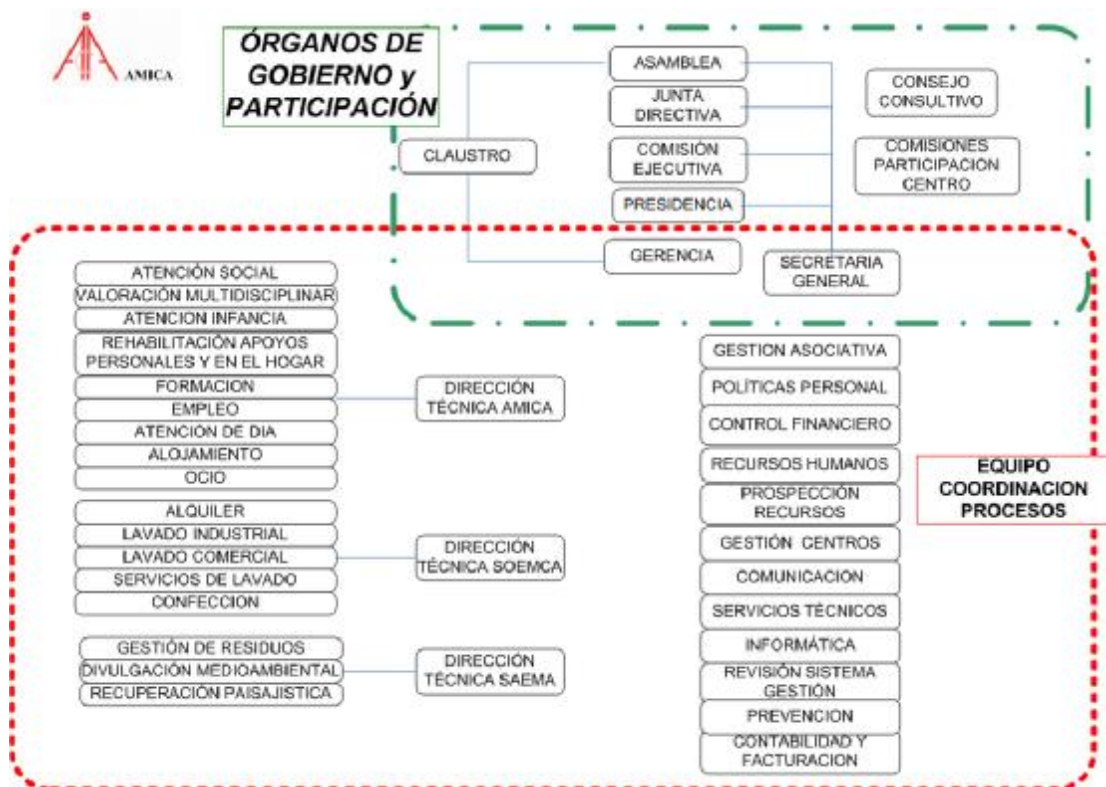 AMICA
ÓRGANOS DE
GOBIERNO y
PARTICIPACIÓN
ASAMBLEA
JUNTA
DIRECTIVA
COMISIÓN
EJECUTIVA
PRESIDENCIA
GERENCIA
CLAUSTRO
SECRETARIA
GENERAL
CONSEJO
CONSULTIVO
COMISIONES
PARTICIPACION
CENTRO
ATENCIÓN SOCIAL
VALORACIÓN MULTIDISCIPLINAR
ATENCION INFANCIA
REHABILITACIÓN APOYOS
PERSONALES Y EN EL HOGAR
FORMACION
EMPLEO
ATENCION DE DIA
ALOJAMIENTO
OCIO
DIRECCIÓN
TÉCNICA AMICA
ALQUILER
LAVADO INDUSTRIAL
LAVADO COMERCIAL
SERVICIOS DE LAVADO
CONFECCION
DIRECCIÓN
TÉCNICA SOEMCA
GESTIÓN DE RESIDUOS
DIVULGACIÓN MEDIOAMBIENTAL
RECUPERACIÓN PAISAJISTICA
DIRECCIÓN
TÉCNICA SAEMA
GESTION ASOCIATIVA
POLÍTICAS PERSONAL
CONTROL FINANCIERO
RECURSOS HUMANOS
PROSPECCIÓN
RECURSOS
GESTIÓN CENTROS
COMUNICACION
SERVICIOS TÉCNICOS
INFORMÁTICA
REVISIÓN SISTEMA
GESTIÓN
PREVENCION
CONTABILIDAD Y
FACTURACION
EQUIPO
COORDINACION
PROCESOS